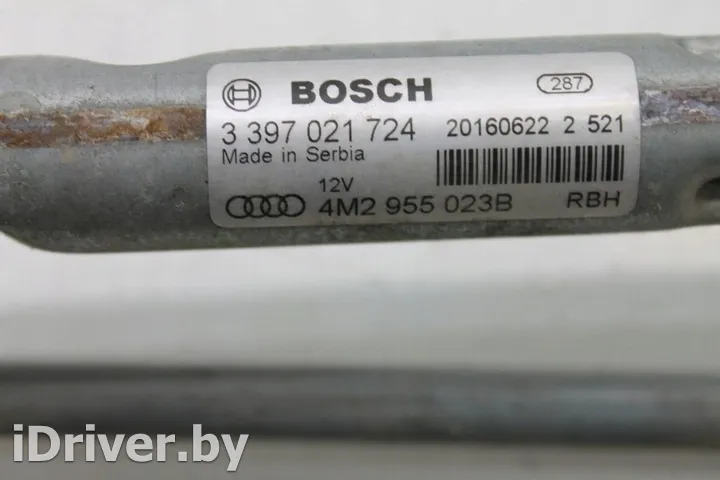 BOSCH 287
3 397 021 724 20160622 2 521
Made in Serbia
12V
4M2 955 023B RBH
iDriver.by